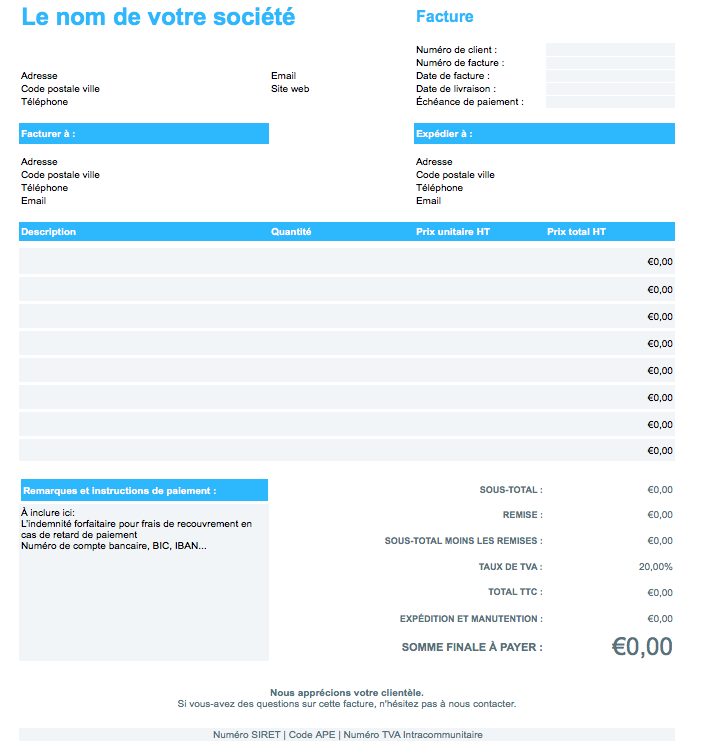 Le nom de votre société
Facture
Numéro de client :
Numéro de facture :
Adresse
Email
Date de facture :
Code postale ville
Site web
Date de livraison :
Téléphone
Échéance de paiement :
Facturer à :
Expédier à :
Adresse
Adresse
Code postale ville
Code postale ville
Téléphone
Téléphone
Email
Email
Description Quantité Prix unitaire HT Prix total HT
€0,00
€0,00
€0,00
€0,00
€0,00
€0,00
€0,00
€0,00
Remarques et instructions de paiement :
À inclure ici:
L'indemnité forfaitaire pour frais de recouvrement en
cas de retard de paiement
Numéro de compte bancaire, BIC, IBAN...
SOUS-TOTAL : €0,00
REMISE : €0,00
SOUS-TOTAL MOINS LES REMISES : €0,00
TAUX DE TVA : 20,00%
TOTAL TTC : €0,00
EXPÉDITION ET MANUTENTION : €0,00
SOMME FINALE À PAYER : €0,00
Nous apprécions votre clientèle.
Si vous-avez des questions sur cette facture, n'hésitez pas à nous contacter.
Numéro SIRET | Code APE | Numéro TVA Intracommunitaire